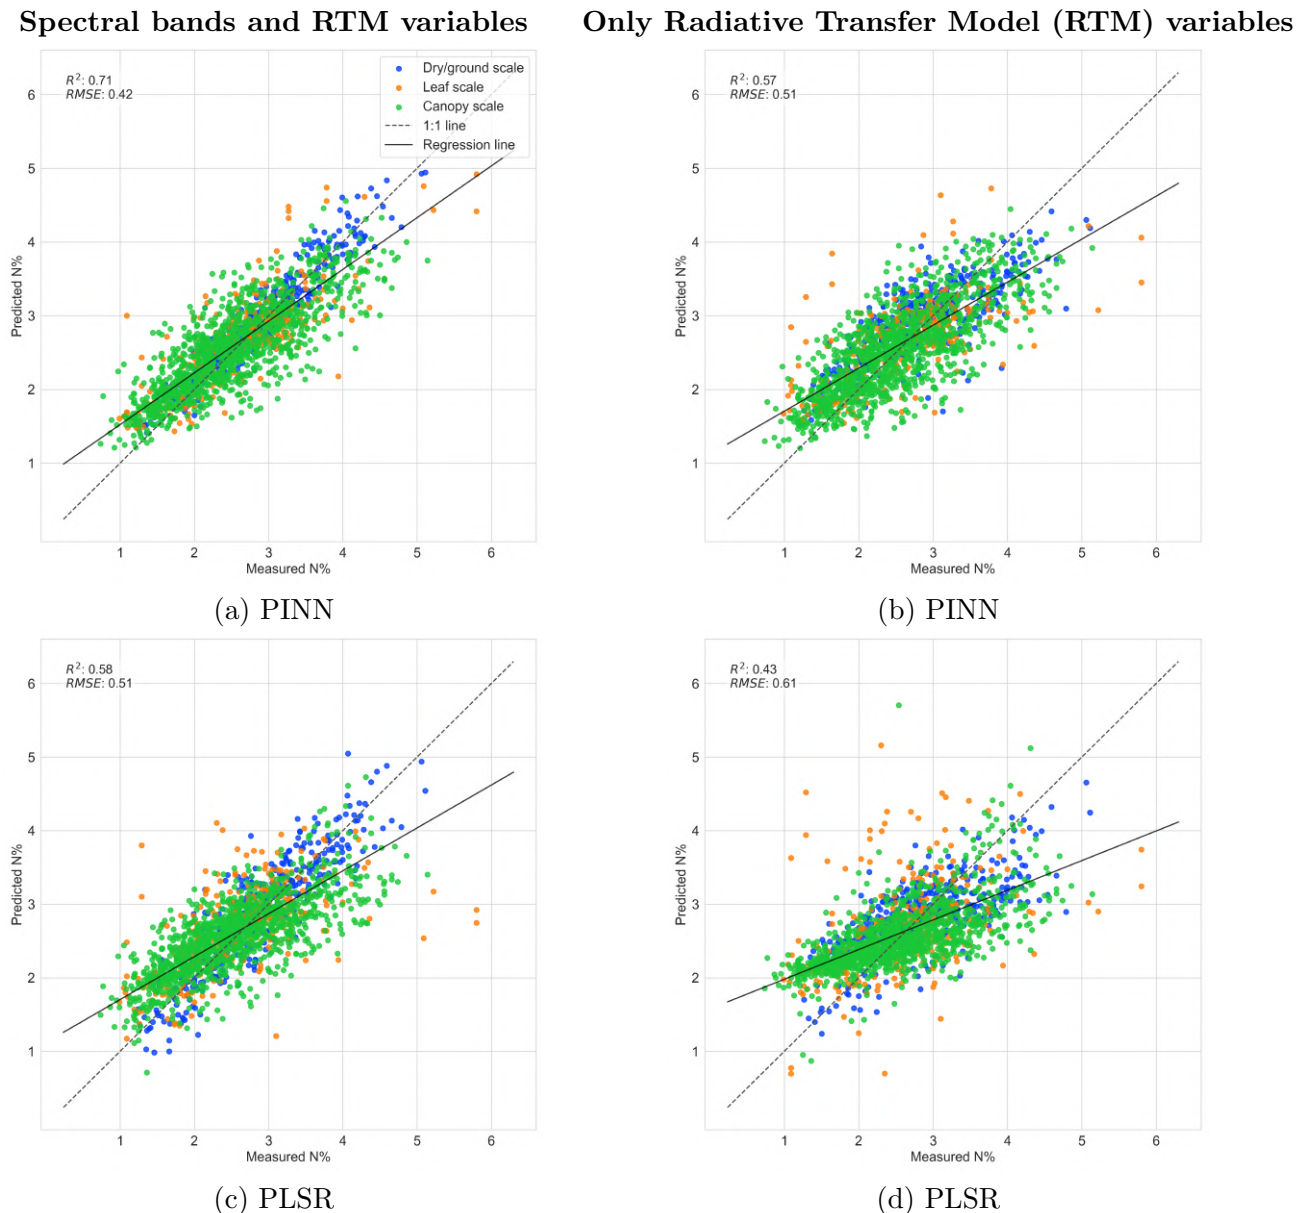 Spectral bands and RTM variables
Only Radiative Transfer Model (RTM) variables
R²: 0.71
RMSE: 0.42
Dry/ground scale
Leaf scale
Canopy scale
1:1 line
Regression line
6
5
4
3
2
1
Predicted N%
1 2 3 4 5 6
Measured N%
(a) PINN
R²: 0.57
RMSE: 0.51
6
5
4
3
2
1
Predicted N%
1 2 3 4 5 6
Measured N%
(b) PINN
R²: 0.58
RMSE: 0.51
6
5
4
3
2
1
Predicted N%
1 2 3 4 5 6
Measured N%
(c) PLSR
R²: 0.43
RMSE: 0.61
6
5
4
3
2
1
Predicted N%
1 2 3 4 5 6
Measured N%
(d) PLSR